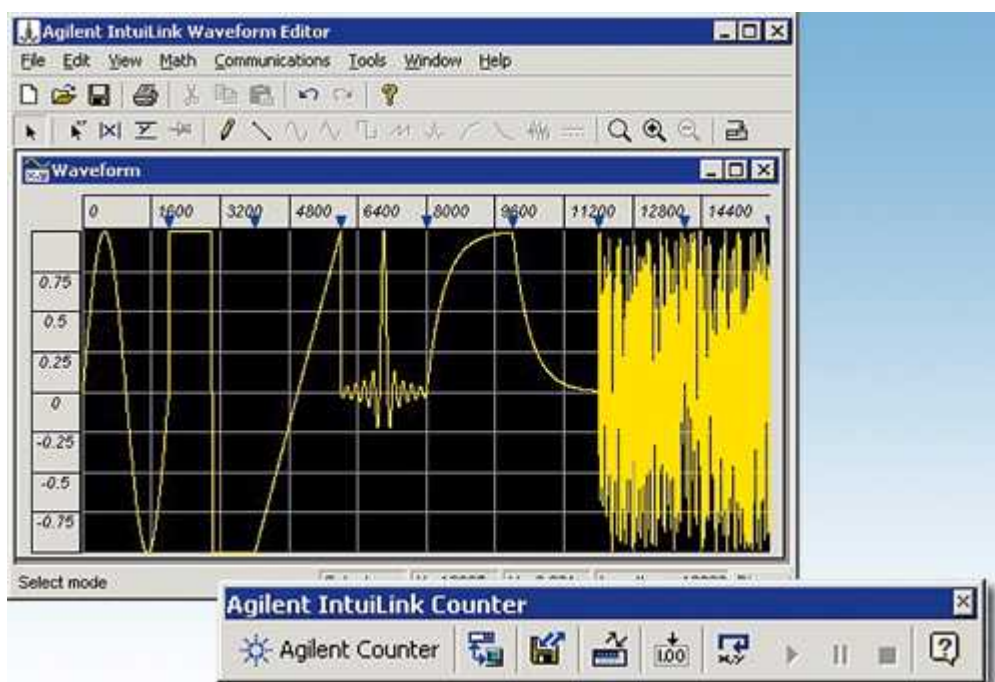 Agilent IntuiLink Waveform Editor
File Edit View Math Communications Tools Window Help
Waveform
0 1600 3200 4800 6400 8000 9600 11200 12800 14400
0.75
0.5
0.25
0
-0.25
-0.5
-0.75
Select mode
Agilent IntuiLink Counter
Agilent Counter
1.00
x,y